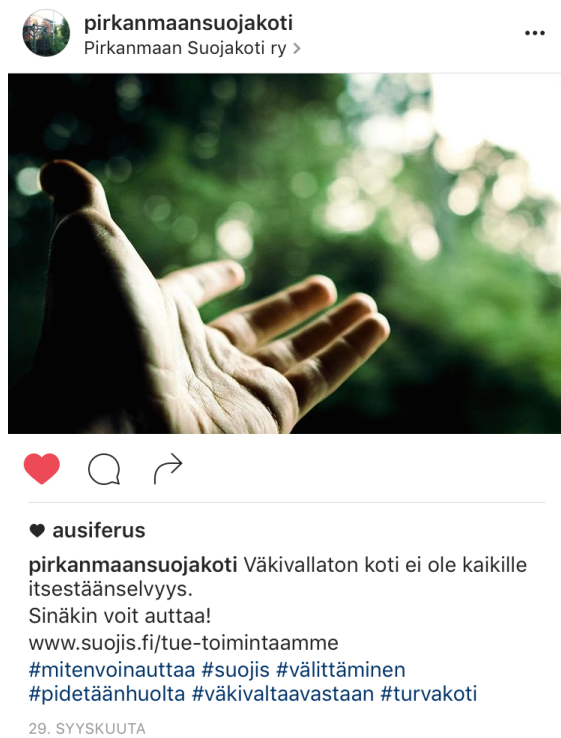 pirkanmaansuojakoti
Pirkanmaan Suojakoti ry >
ausiferus
pirkanmaansuojakoti Väkivallaton koti ei ole kaikille
itsestäänselvyys.
Sinäkin voit auttaa!
www.suojis.fi/tue-toimintaamme
#mitenvoinauttaa #suojis #välittäminen
#pidetäänhuolta #väkivaltaavastaan #turvakoti
29. SYYSKUUTA